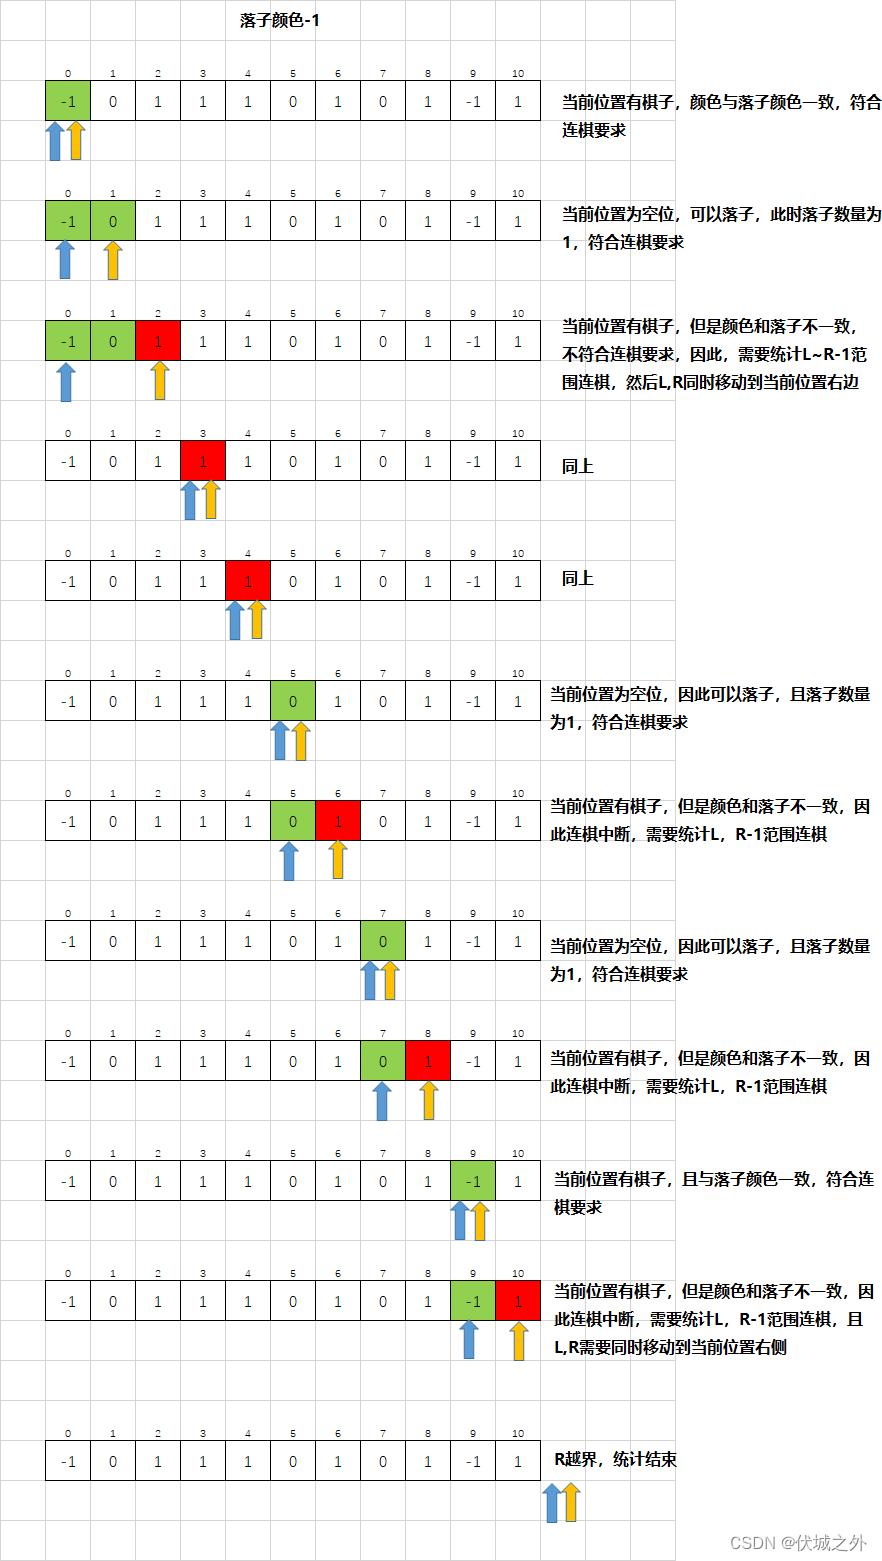 落子颜色-1
0 1 2 3 4 5 6 7 8 9 10
-1 0 1 1 1 0 1 0 1 -1 1
当前位置有棋子，颜色与落子颜色一致，符合
连棋要求
0 1 2 3 4 5 6 7 8 9 10
-1 0 1 1 1 0 1 0 1 -1 1
当前位置为空位，可以落子，此时落子数量为
1，符合连棋要求
0 1 2 3 4 5 6 7 8 9 10
-1 0 1 1 1 0 1 0 1 -1 1
当前位置有棋子，但是颜色和落子不一致，
不符合连棋要求，因此，需要统计L~R-1范
围连棋，然后L,R同时移动到当前位置右边
0 1 2 3 4 5 6 7 8 9 10
-1 0 1 1 1 0 1 0 1 -1 1
同上
0 1 2 3 4 5 6 7 8 9 10
-1 0 1 1 1 0 1 0 1 -1 1
同上
0 1 2 3 4 5 6 7 8 9 10
-1 0 1 1 1 0 1 0 1 -1 1
当前位置为空位，因此可以落子，且落子数量
为1，符合连棋要求
0 1 2 3 4 5 6 7 8 9 10
-1 0 1 1 1 0 1 0 1 -1 1
当前位置有棋子，但是颜色和落子不一致，因
此连棋中断，需要统计L，R-1范围连棋
0 1 2 3 4 5 6 7 8 9 10
-1 0 1 1 1 0 1 0 1 -1 1
当前位置为空位，因此可以落子，且落子数量
为1，符合连棋要求
0 1 2 3 4 5 6 7 8 9 10
-1 0 1 1 1 0 1 0 1 -1 1
当前位置有棋子，但是颜色和落子不一致，因
此连棋中断，需要统计L，R-1范围连棋
0 1 2 3 4 5 6 7 8 9 10
-1 0 1 1 1 0 1 0 1 -1 1
当前位置有棋子，且与落子颜色一致，符合连
棋要求
0 1 2 3 4 5 6 7 8 9 10
-1 0 1 1 1 0 1 0 1 -1 1
当前位置有棋子，但是颜色和落子不一致，因
此连棋中断，需要统计L，R-1范围连棋，且
L,R需要同时移动到当前位置右侧
0 1 2 3 4 5 6 7 8 9 10
-1 0 1 1 1 0 1 0 1 -1 1
R越界，统计结束
CSDN @伏城之外